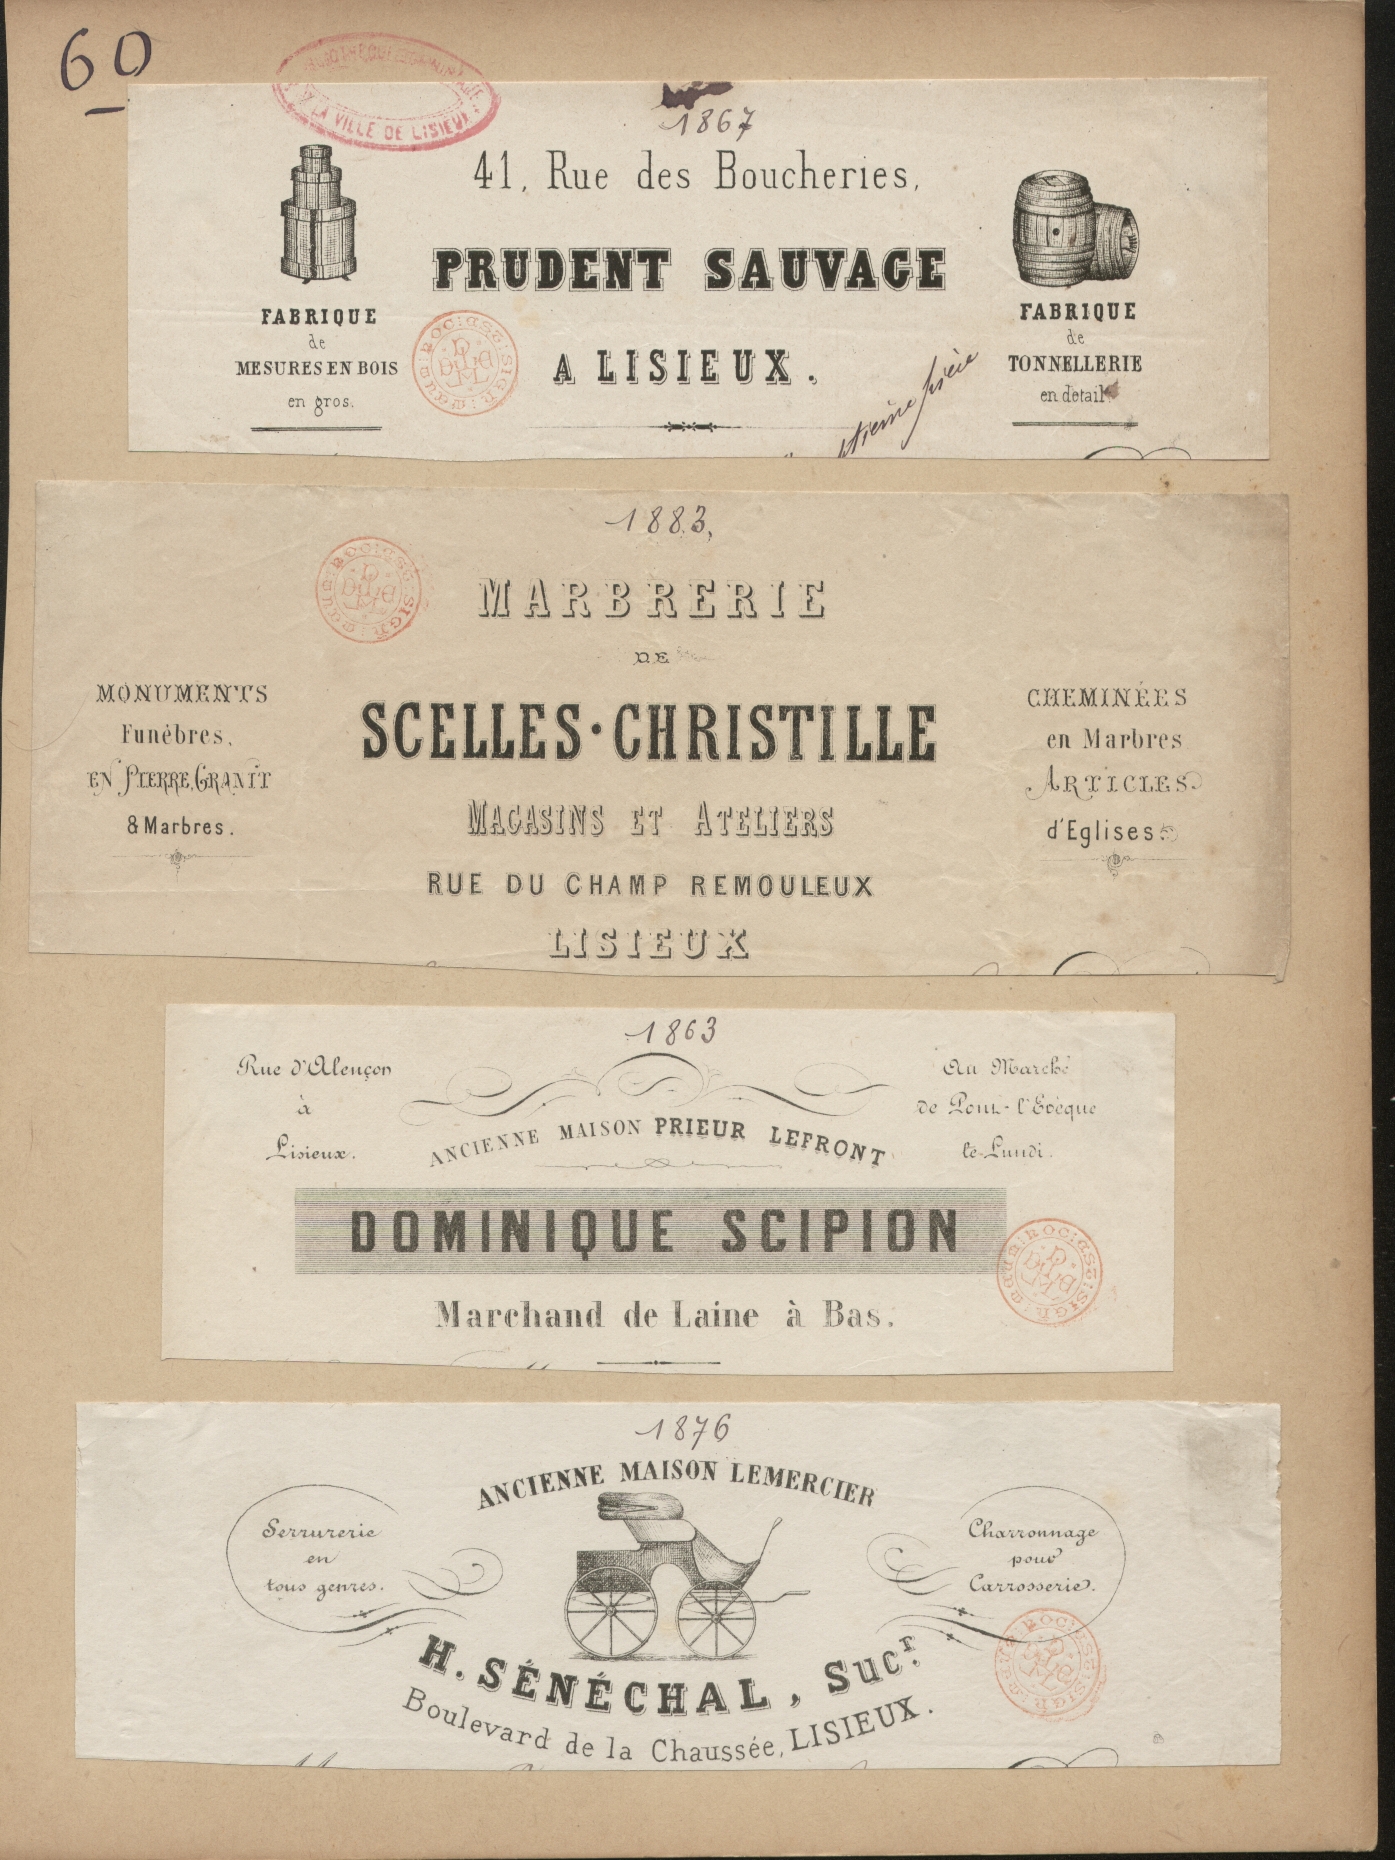 60
BIBLIOTHEQUE MUNICIPALE
DE LA VILLE DE LISIEUX
1867
41, Rue des Boucheries,
PRUDENT SAUVAGE
A LISIEUX.
FABRIQUE
de
MESURES EN BOIS
en gros.
FABRIQUE
de
TONNELLERIE
en détail.
1883,
MARBRERIE
DE
SCELLES-CHRISTILLE
MAGASINS ET ATELIERS
RUE DU CHAMP REMOULEUX
LISIEUX
MONUMENTS
Funèbres,
EN PIERRE, GRANIT
& Marbres.
CHEMINÉES
en Marbres
ARTICLES
d'Eglises.
1863
Rue d'Alençon
à
Lisieux.
Au Marché
de Pont-l'Evêque
le Lundi.
ANCIENNE MAISON PRIEUR LEFRONT
DOMINIQUE SCIPION
Marchand de Laine à Bas.
1876
ANCIENNE MAISON LEMERCIER
Serrurerie
en
tous genres.
Charronnage
pour
Carrosserie.
H. SÉNÉCHAL, Sucr.
Boulevard de la Chaussée, LISIEUX.